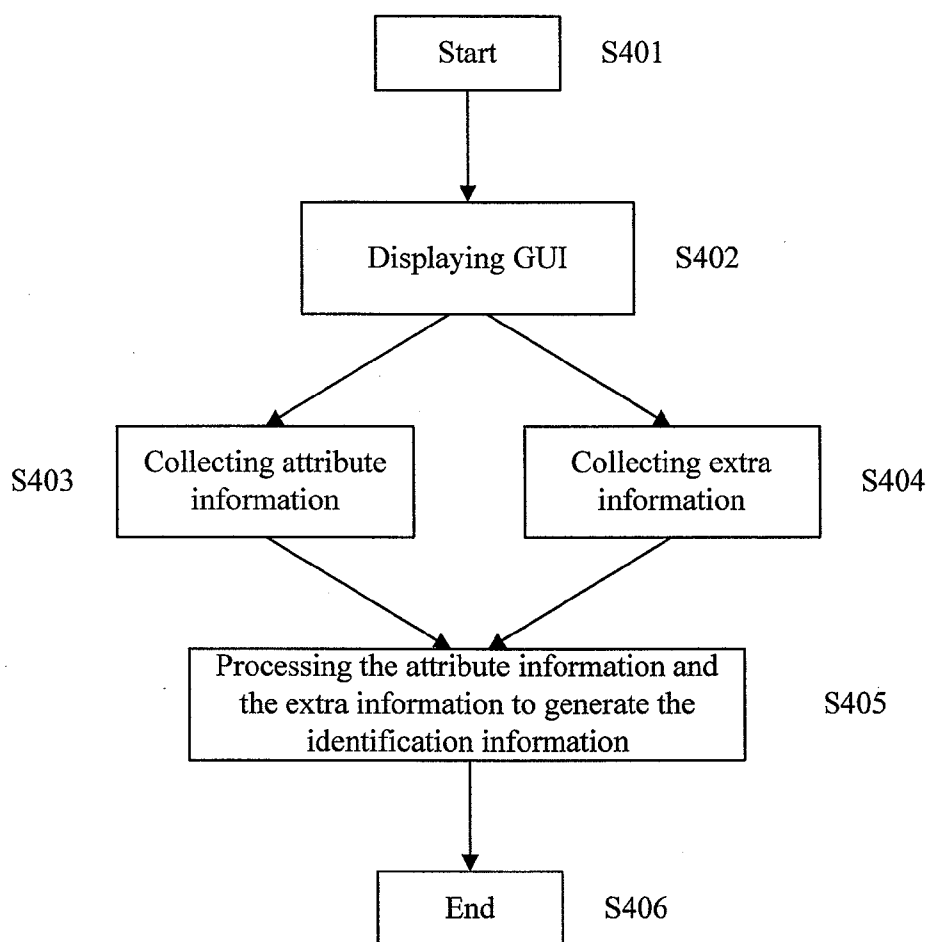 Start
S401
Displaying GUI
S402
S403
Collecting attribute
information
Collecting extra
information
S404
Processing the attribute information and
the extra information to generate the
identification information
S405
End
S406